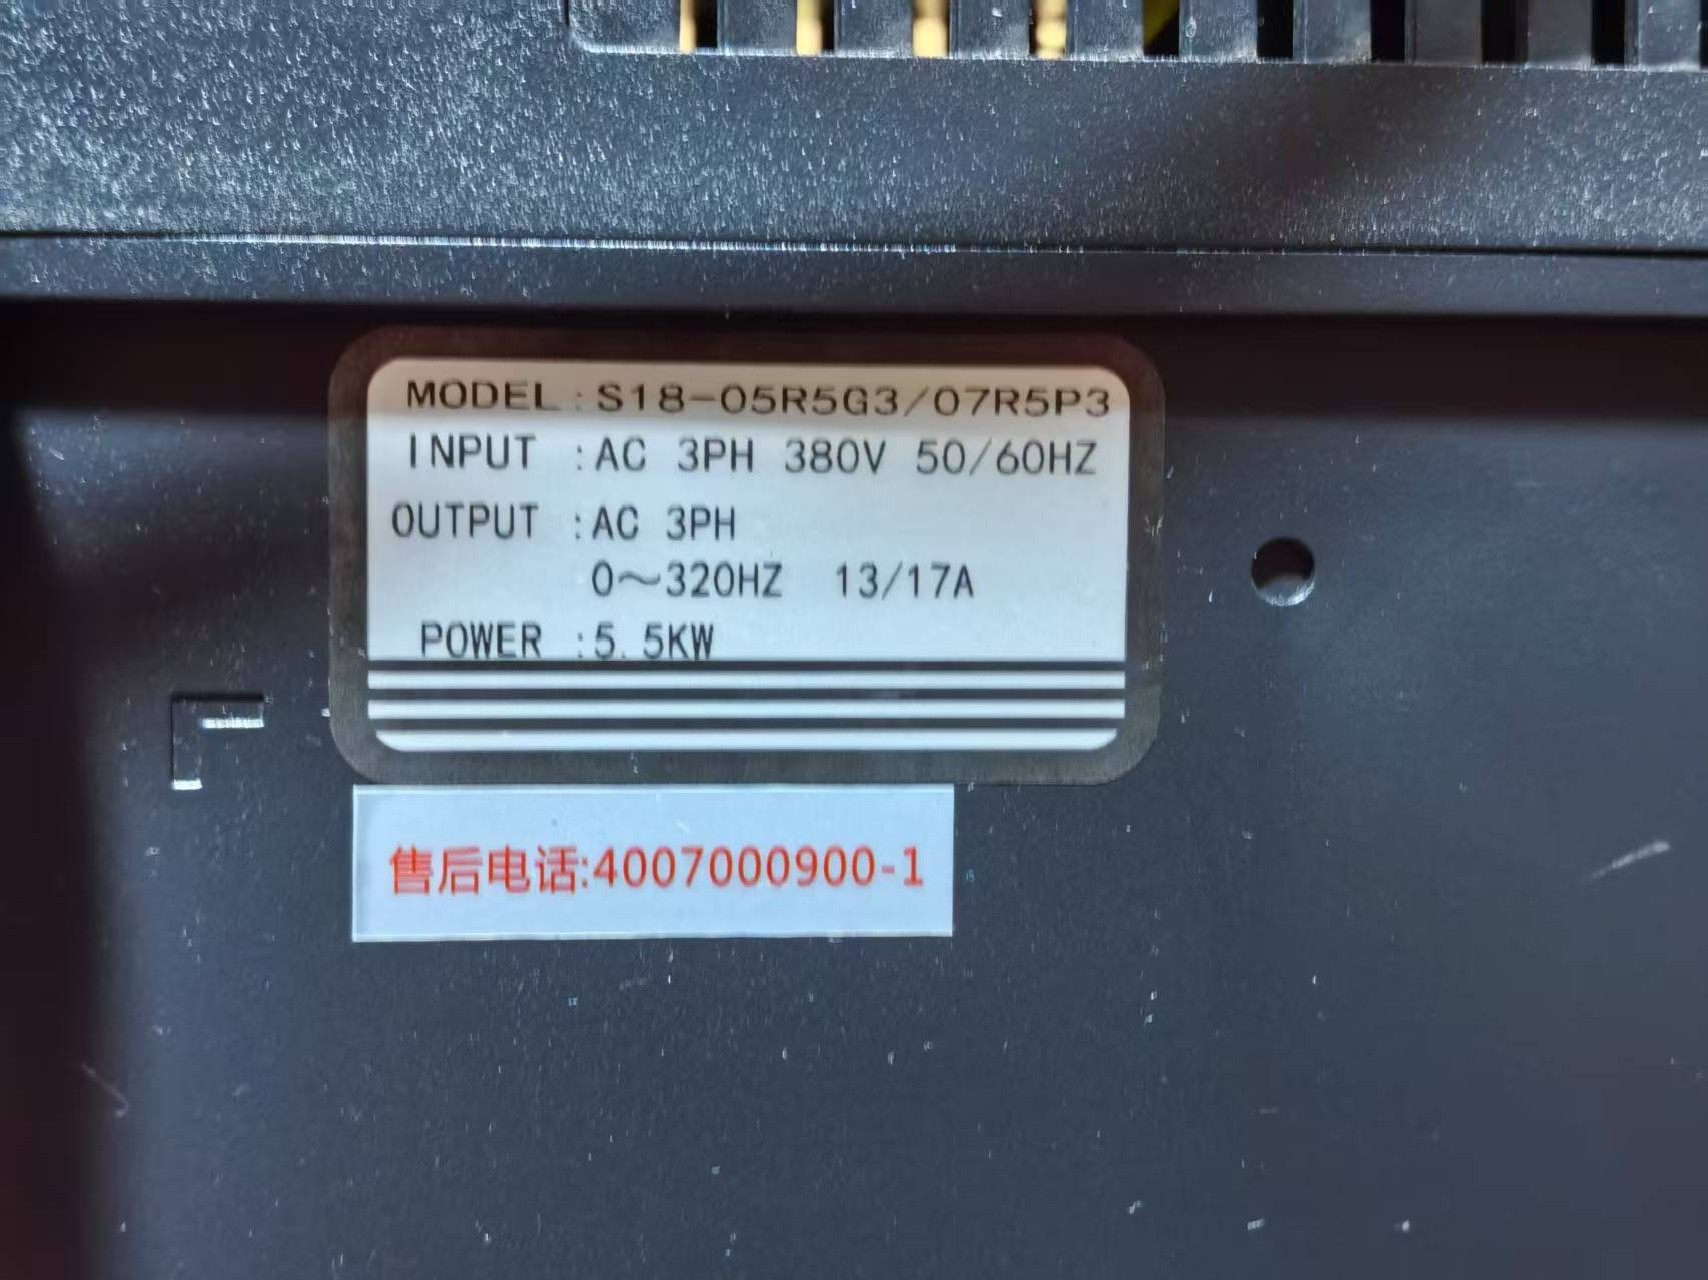 MODEL:S18-05R5G3/07R5P3
INPUT :AC 3PH 380V 50/60HZ
OUTPUT :AC 3PH
0～320HZ 13/17A
POWER :5.5KW
售后电话:4007000900-1